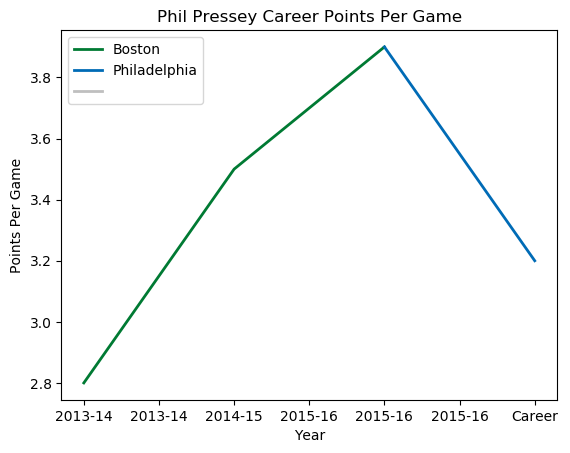 Phil Pressey Career Points Per Game
Boston
Philadelphia
Points Per Game
3.8
3.6
3.4
3.2
3.0
2.8
2013-14 2013-14 2014-15 2015-16 2015-16 2015-16 Career
Year